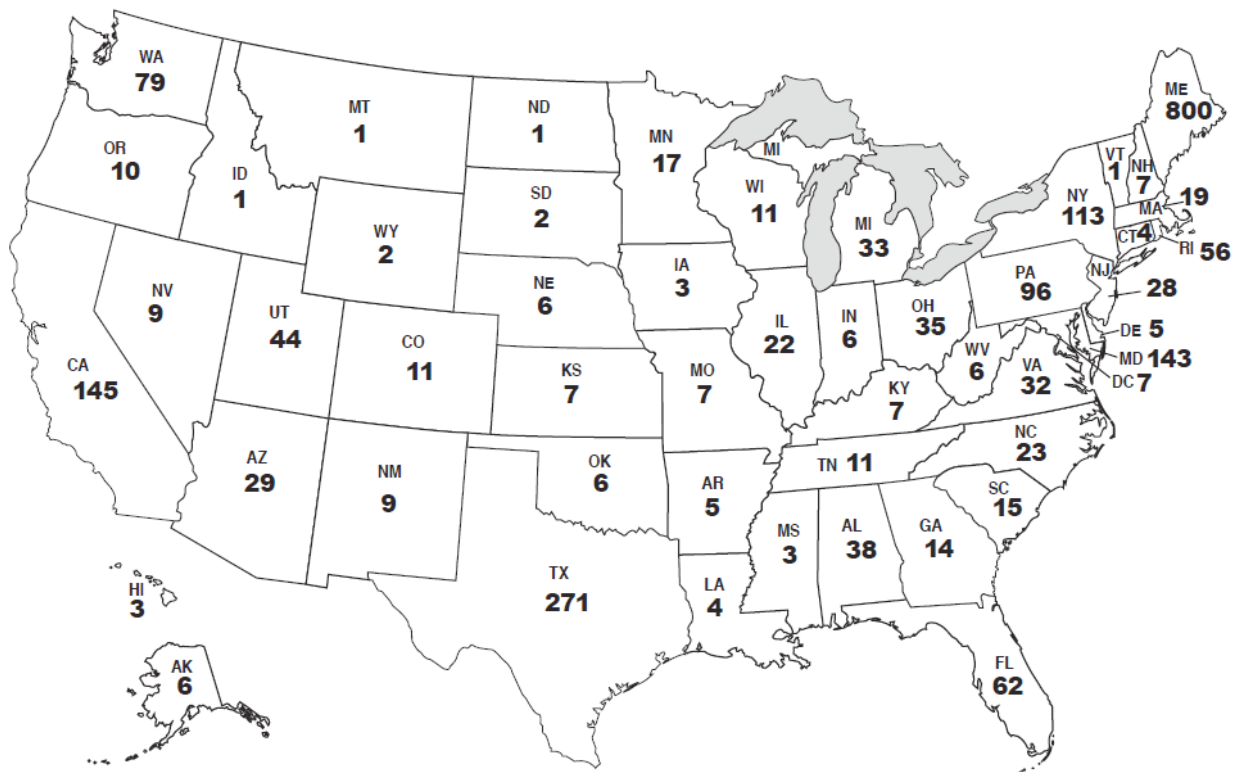 WA
79
MT
1
ND
1
MN
17
MI
ME
800
VT
1
NH
7
OR
10
ID
1
SD
2
WI
11
MI
33
NY
113
MA
19
CT 4
RI 56
WY
2
IA
3
NE
6
PA
96
NJ
28
NV
9
UT
44
CO
11
IL
22
IN
6
OH
35
DE 5
MD 143
DC 7
WV
6
VA
32
CA
145
KS
7
MO
7
KY
7
NC
23
AZ
29
NM
9
OK
6
AR
5
TN 11
SC
15
MS
3
AL
38
GA
14
TX
271
LA
4
HI
3
AK
6
FL
62